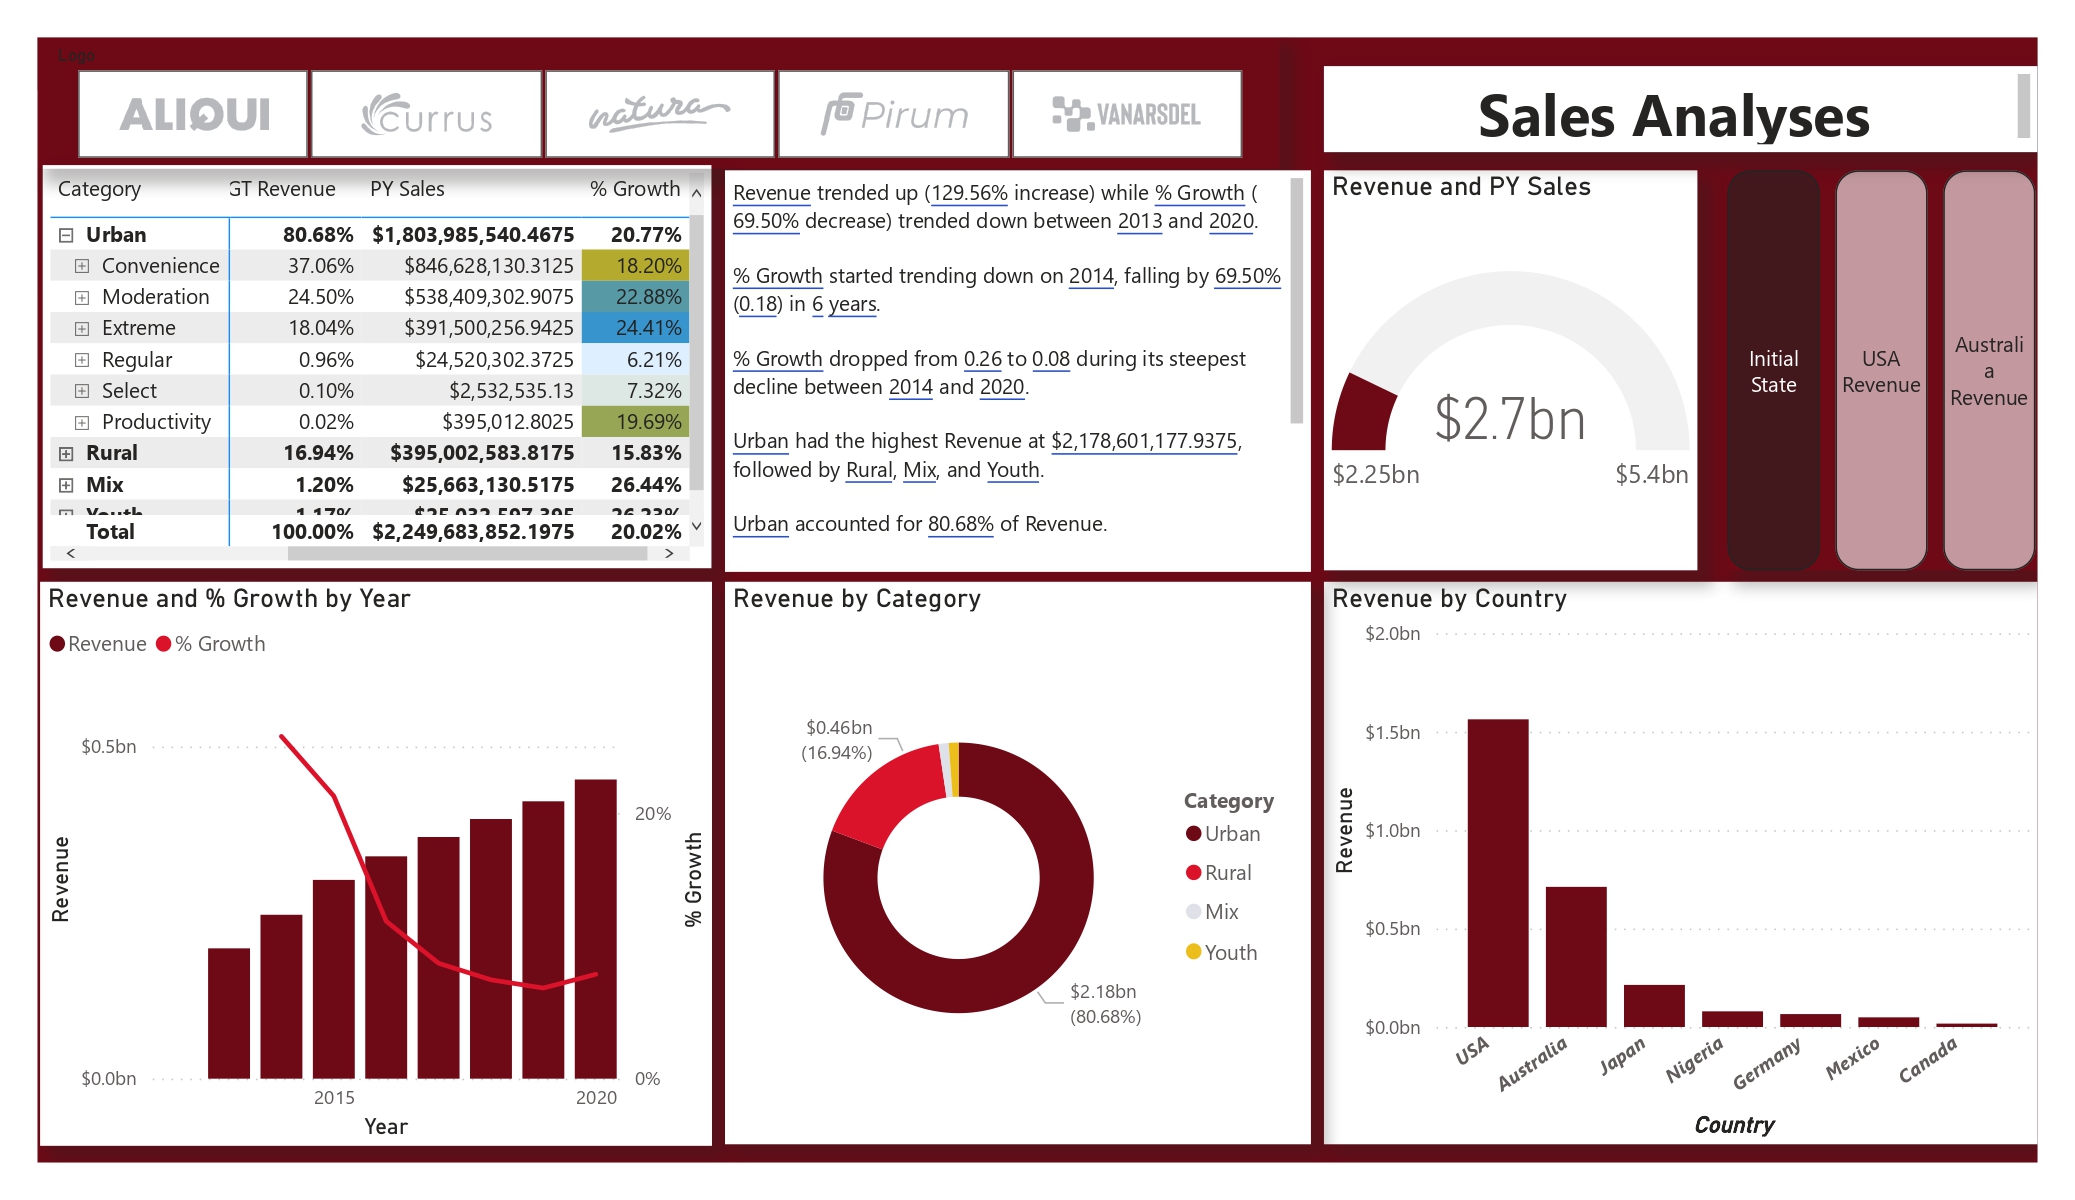 Logo
ALIQUI
Currus
natura
Pirum
VANARSDEL
Sales Analyses
Category GT Revenue PY Sales % Growth
Urban 80.68% $1,803,985,540.4675 20.77%
Convenience 37.06% $846,628,130.3125 18.20%
Moderation 24.50% $538,409,302.9075 22.88%
Extreme 18.04% $391,500,256.9425 24.41%
Regular 0.96% $24,520,302.3725 6.21%
Select 0.10% $2,532,535.13 7.32%
Productivity 0.02% $395,012.8025 19.69%
Rural 16.94% $395,002,583.8175 15.83%
Mix 1.20% $25,663,130.5175 26.44%
Youth 1.17% $25,032,597.395 26.23%
Total 100.00% $2,249,683,852.1975 20.02%
Revenue trended up (129.56% increase) while % Growth (
69.50% decrease) trended down between 2013 and 2020.
% Growth started trending down on 2014, falling by 69.50%
(0.18) in 6 years.
% Growth dropped from 0.26 to 0.08 during its steepest
decline between 2014 and 2020.
Urban had the highest Revenue at $2,178,601,177.9375,
followed by Rural, Mix, and Youth.
Urban accounted for 80.68% of Revenue.
Revenue and PY Sales
$2.7bn
$2.25bn
$5.4bn
Initial
State
USA
Revenue
Australi
a
Revenue
Revenue and % Growth by Year
Revenue % Growth
$0.5bn
$0.0bn
20%
0%
Revenue
% Growth
2015 2020
Year
Revenue by Category
$0.46bn
(16.94%)
$2.18bn
(80.68%)
Category
Urban
Rural
Mix
Youth
Revenue by Country
$2.0bn
$1.5bn
$1.0bn
$0.5bn
$0.0bn
Revenue
USA
Australia
Japan
Nigeria
Germany
Mexico
Canada
Country